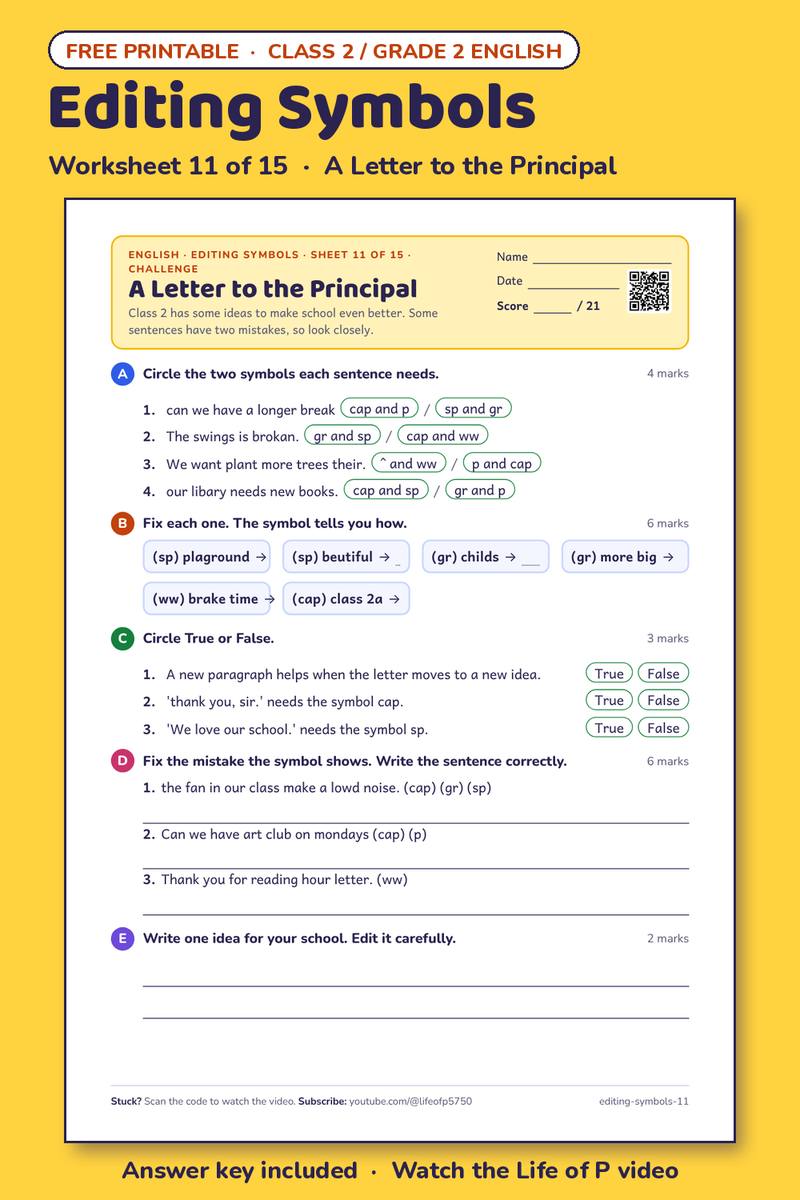 FREE PRINTABLE · CLASS 2 / GRADE 2 ENGLISH
Editing Symbols
Worksheet 11 of 15 · A Letter to the Principal
ENGLISH · EDITING SYMBOLS · SHEET 11 OF 15 ·
CHALLENGE
A Letter to the Principal
Class 2 has some ideas to make school even better. Some
sentences have two mistakes, so look closely.
Name
Date
Score ______ / 21
A Circle the two symbols each sentence needs. 4 marks
1. can we have a longer break cap and p / sp and gr
2. The swings is brokan. gr and sp / cap and ww
3. We want plant more trees their. ^ and ww / p and cap
4. our libary needs new books. cap and sp / gr and p
B Fix each one. The symbol tells you how. 6 marks
(sp) plaground → (sp) beutiful → _ (gr) childs → ___ (gr) more big →
(ww) brake time → (cap) class 2a →
C Circle True or False. 3 marks
1. A new paragraph helps when the letter moves to a new idea. True False
2. 'thank you, sir.' needs the symbol cap. True False
3. 'We love our school.' needs the symbol sp. True False
D Fix the mistake the symbol shows. Write the sentence correctly. 6 marks
1. the fan in our class make a lowd noise. (cap) (gr) (sp)
2. Can we have art club on mondays (cap) (p)
3. Thank you for reading hour letter. (ww)
E Write one idea for your school. Edit it carefully. 2 marks
Stuck? Scan the code to watch the video. Subscribe: youtube.com/@lifeofp5750 editing-symbols-11
Answer key included · Watch the Life of P video